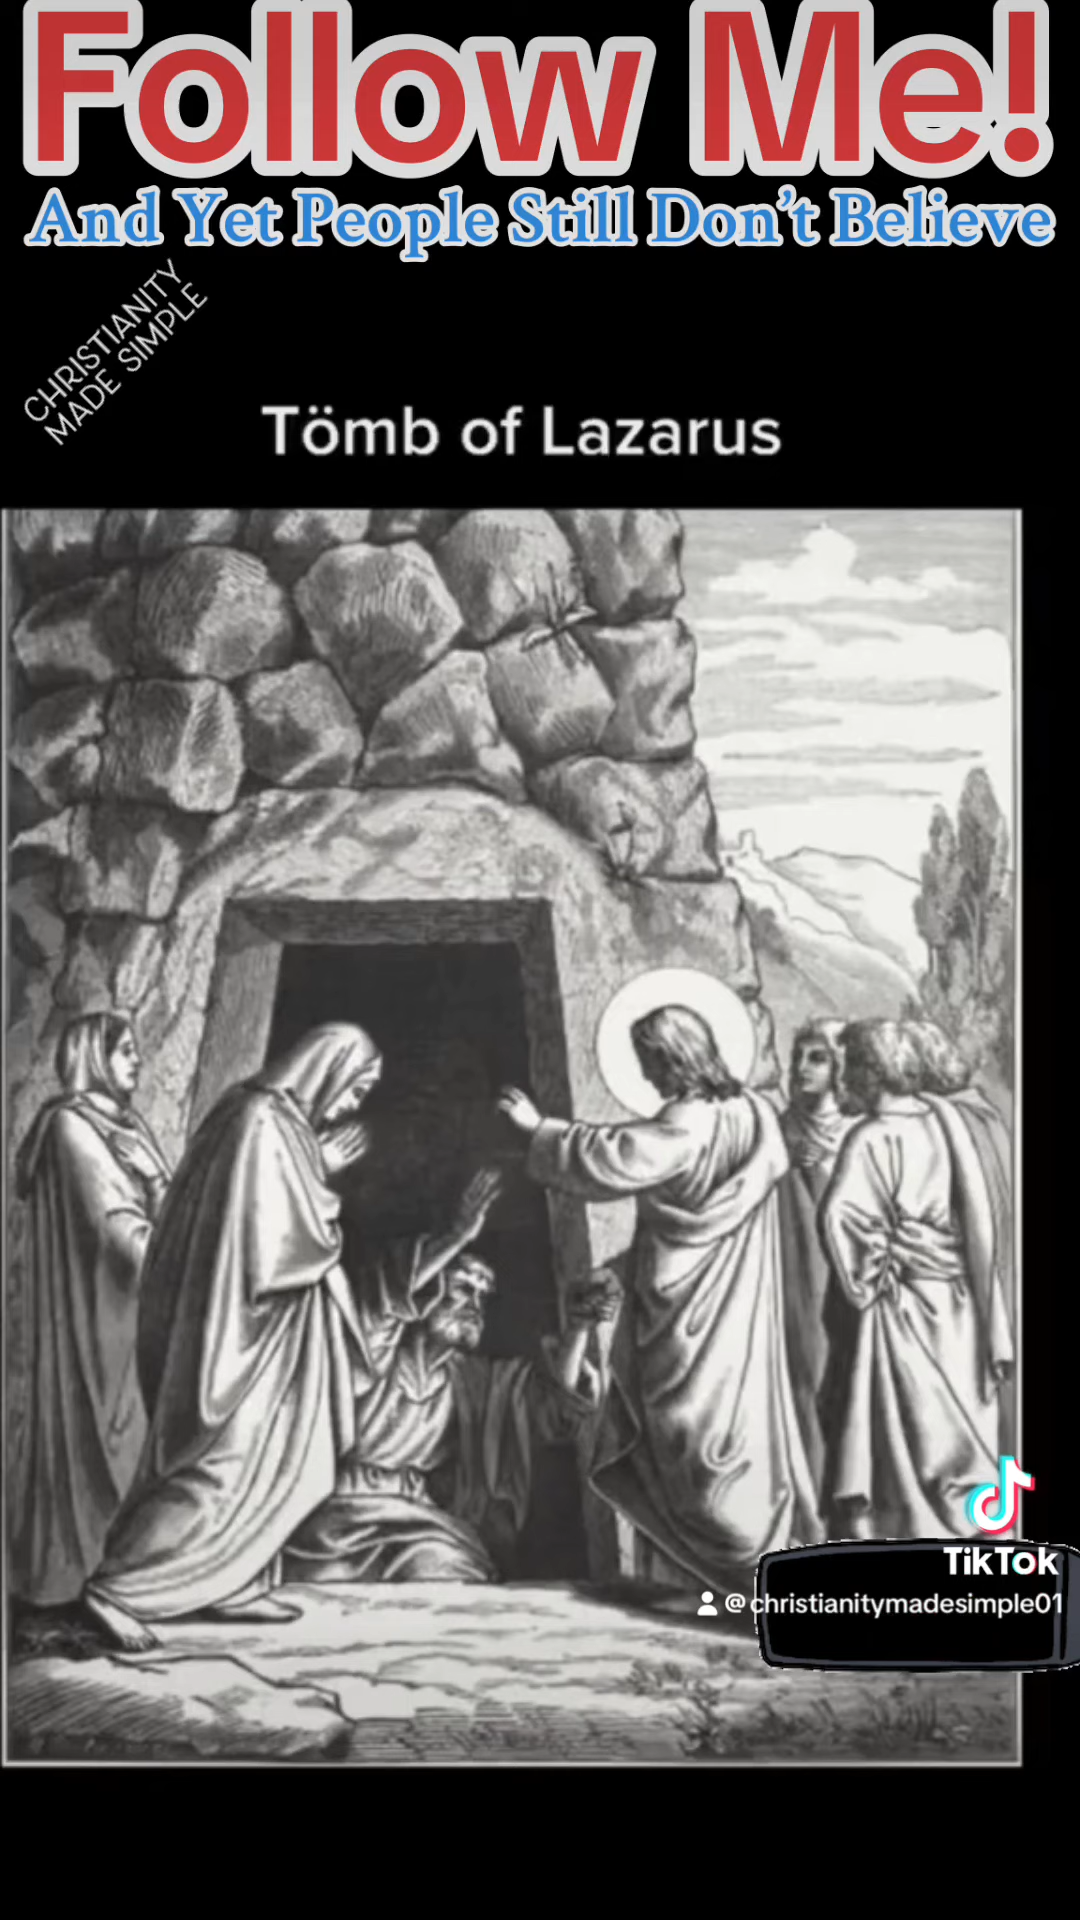 Follow Me!
And Yet People Still Don't Believe
CHRISTIANITY
MADE SIMPLE
Tömb of Lazarus
TikTok
@christianitymadesimple01